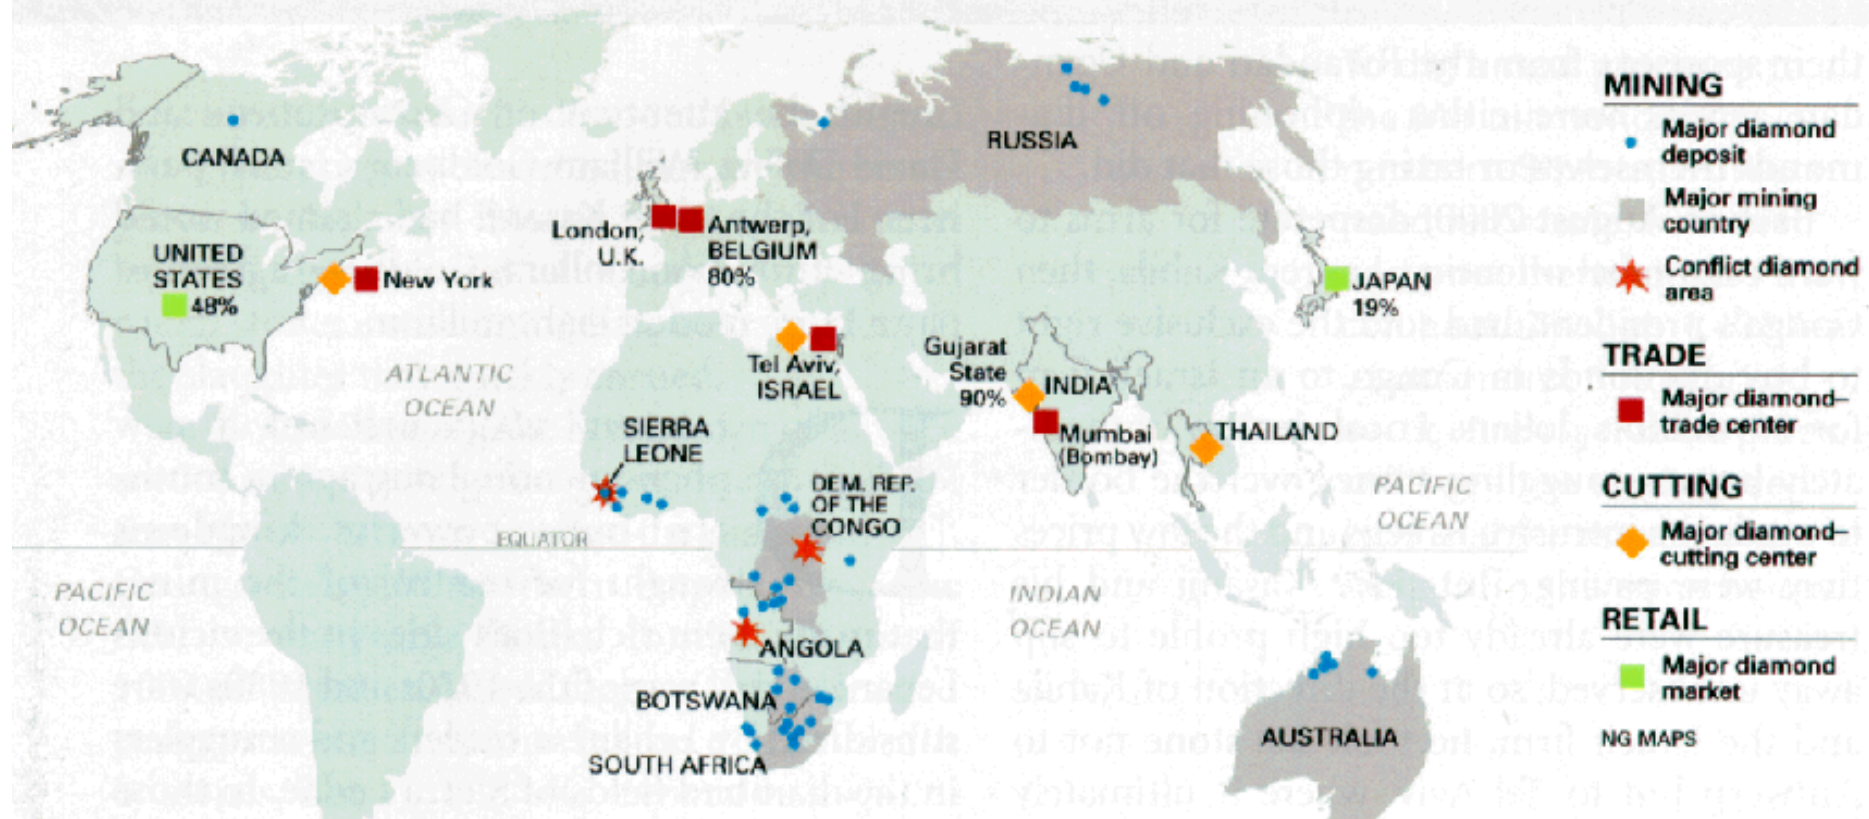 CANADA
UNITED
STATES
48%
New York
London,
U.K.
Antwerp,
BELGIUM
80%
RUSSIA
JAPAN
19%
Tel Aviv,
ISRAEL
Gujarat
State
90%
INDIA
Mumbai
(Bombay)
THAILAND
ATLANTIC
OCEAN
SIERRA
LEONE
DEM. REP.
OF THE
CONGO
PACIFIC
OCEAN
EQUATOR
PACIFIC
OCEAN
INDIAN
OCEAN
ANGOLA
BOTSWANA
SOUTH AFRICA
AUSTRALIA
MINING
Major diamond
deposit
Major mining
country
Conflict diamond
area
TRADE
Major diamond–
trade center
CUTTING
Major diamond–
cutting center
RETAIL
Major diamond
market
NG MAPS